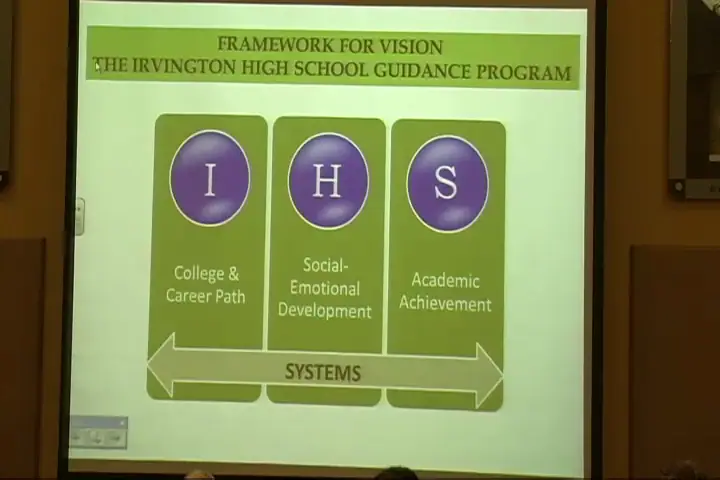 FRAMEWORK FOR VISION
THE IRVINGTON HIGH SCHOOL GUIDANCE PROGRAM
I
College &
Career Path
H
Social-
Emotional
Development
S
Academic
Achievement
SYSTEMS